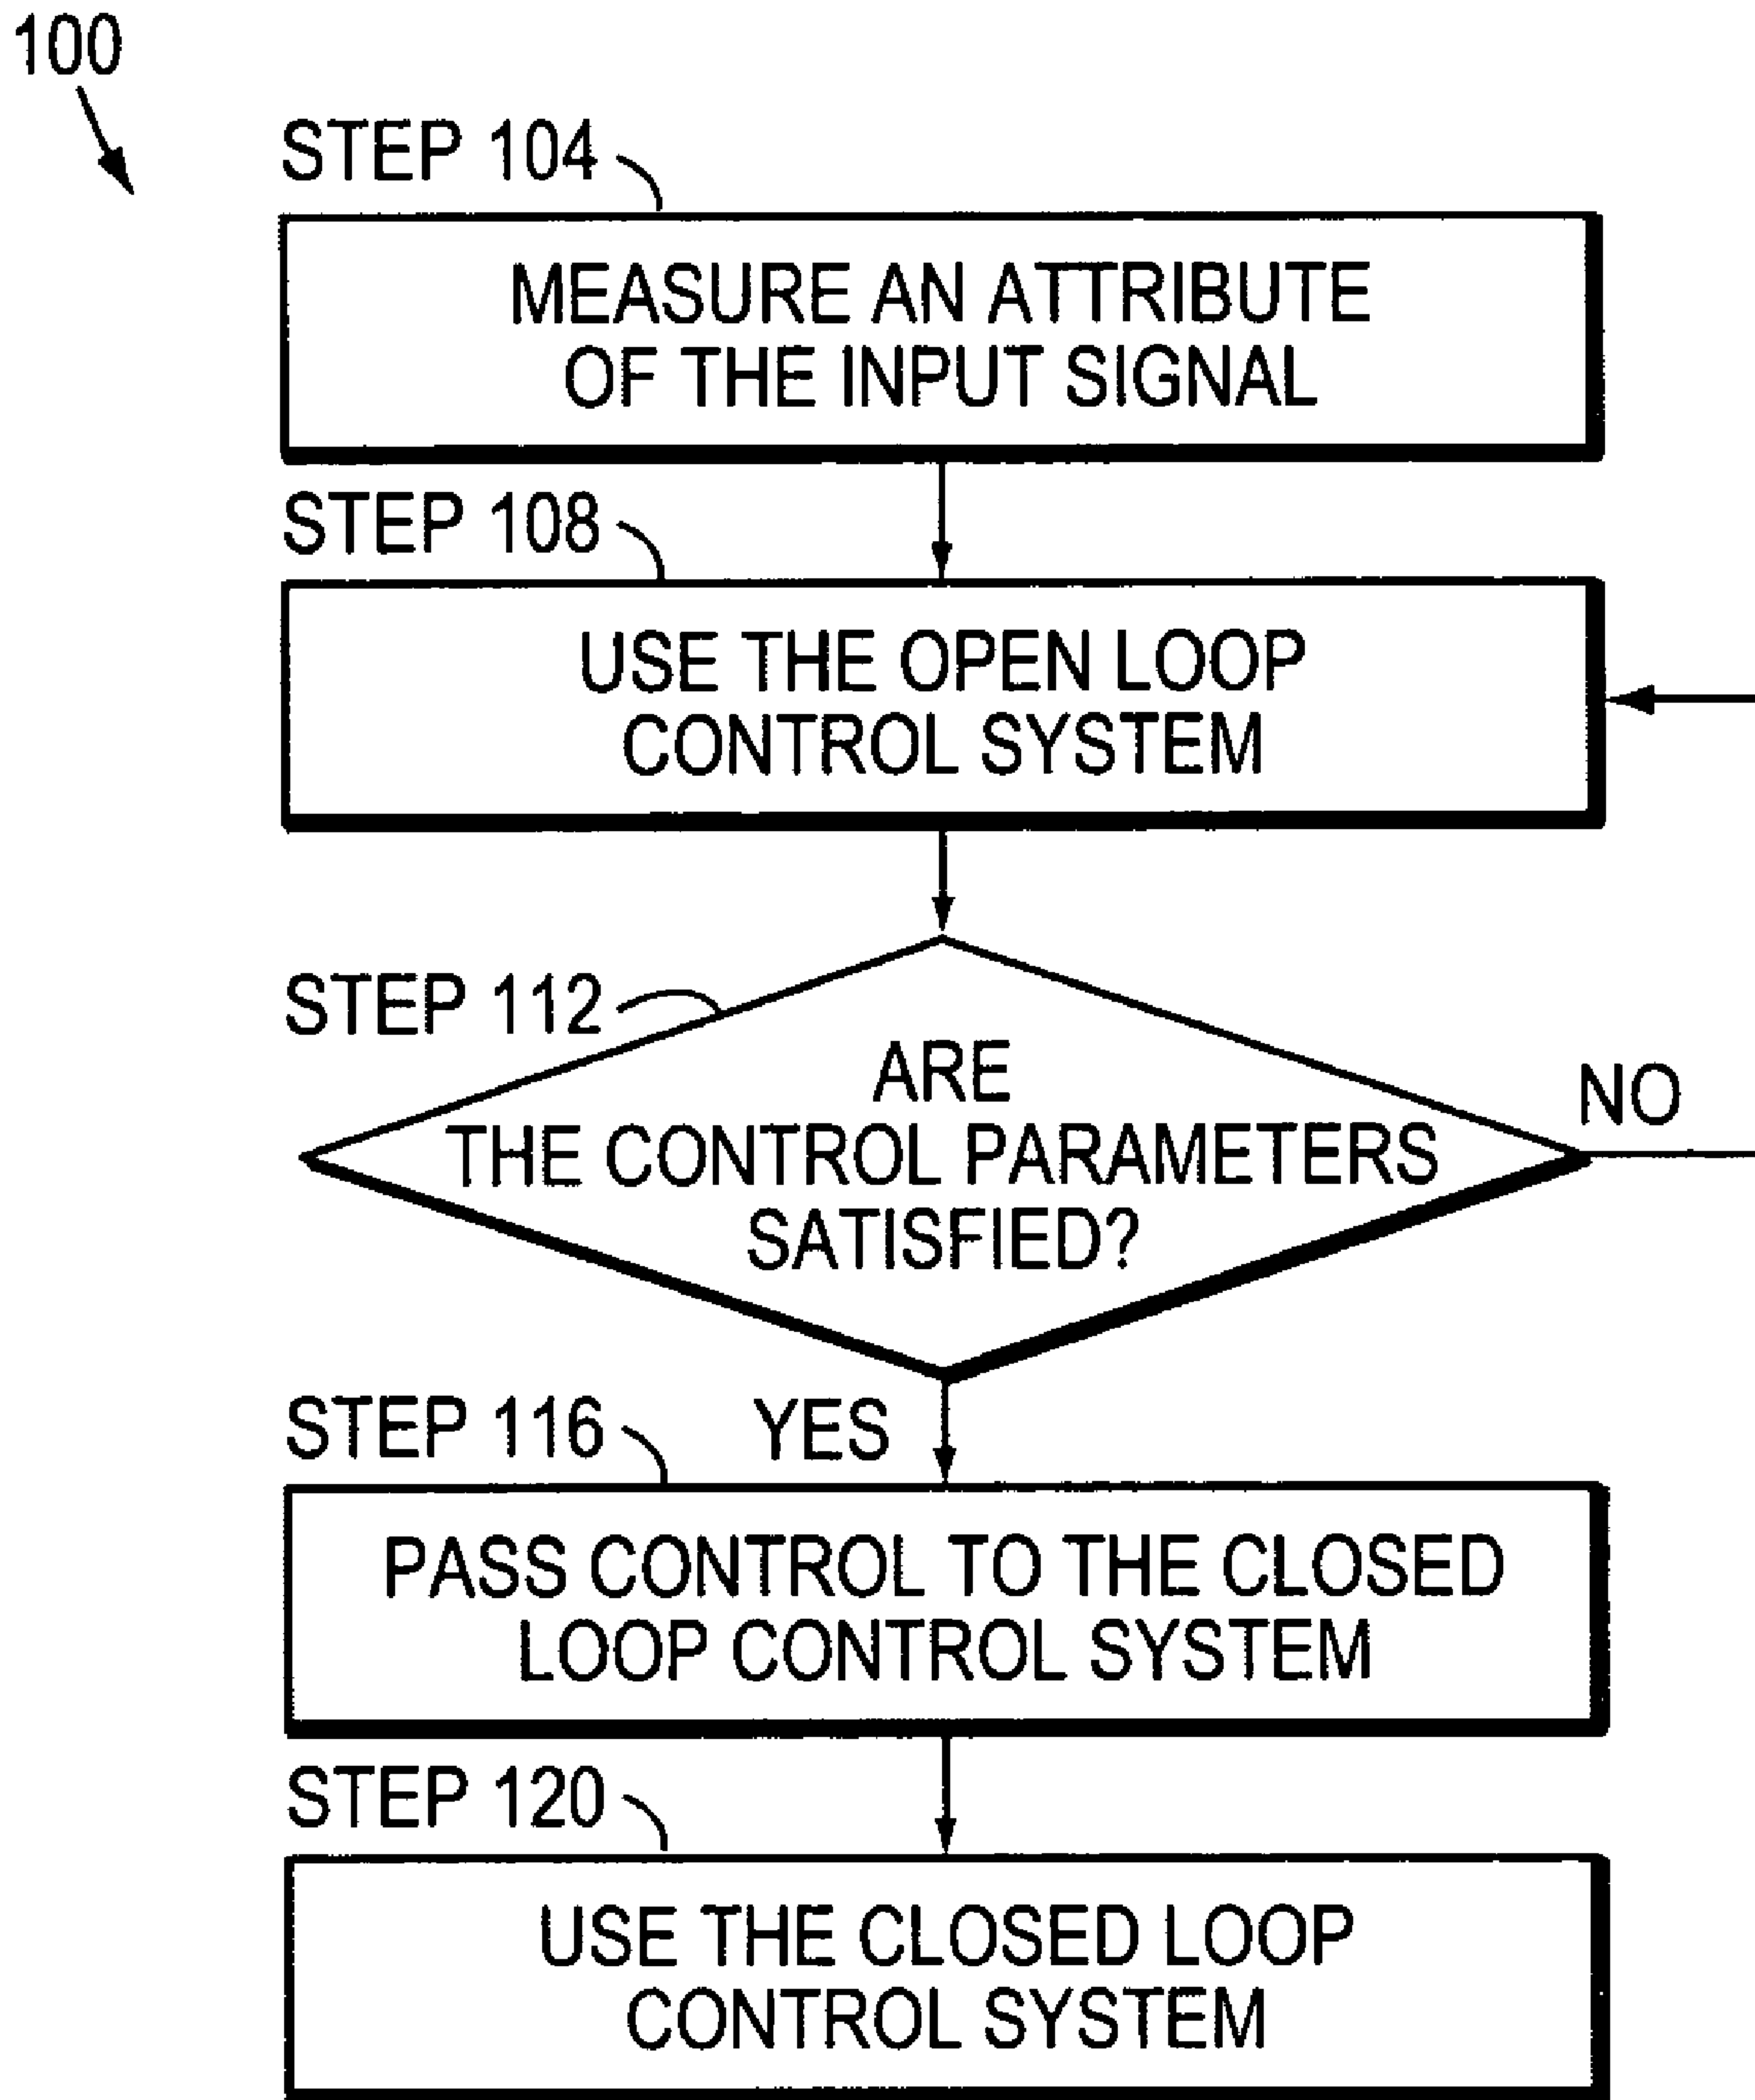 100
STEP 104
MEASURE AN ATTRIBUTE
OF THE INPUT SIGNAL
STEP 108
USE THE OPEN LOOP
CONTROL SYSTEM
STEP 112
ARE
THE CONTROL PARAMETERS
SATISFIED?
NO
YES
STEP 116
PASS CONTROL TO THE CLOSED
LOOP CONTROL SYSTEM
STEP 120
USE THE CLOSED LOOP
CONTROL SYSTEM